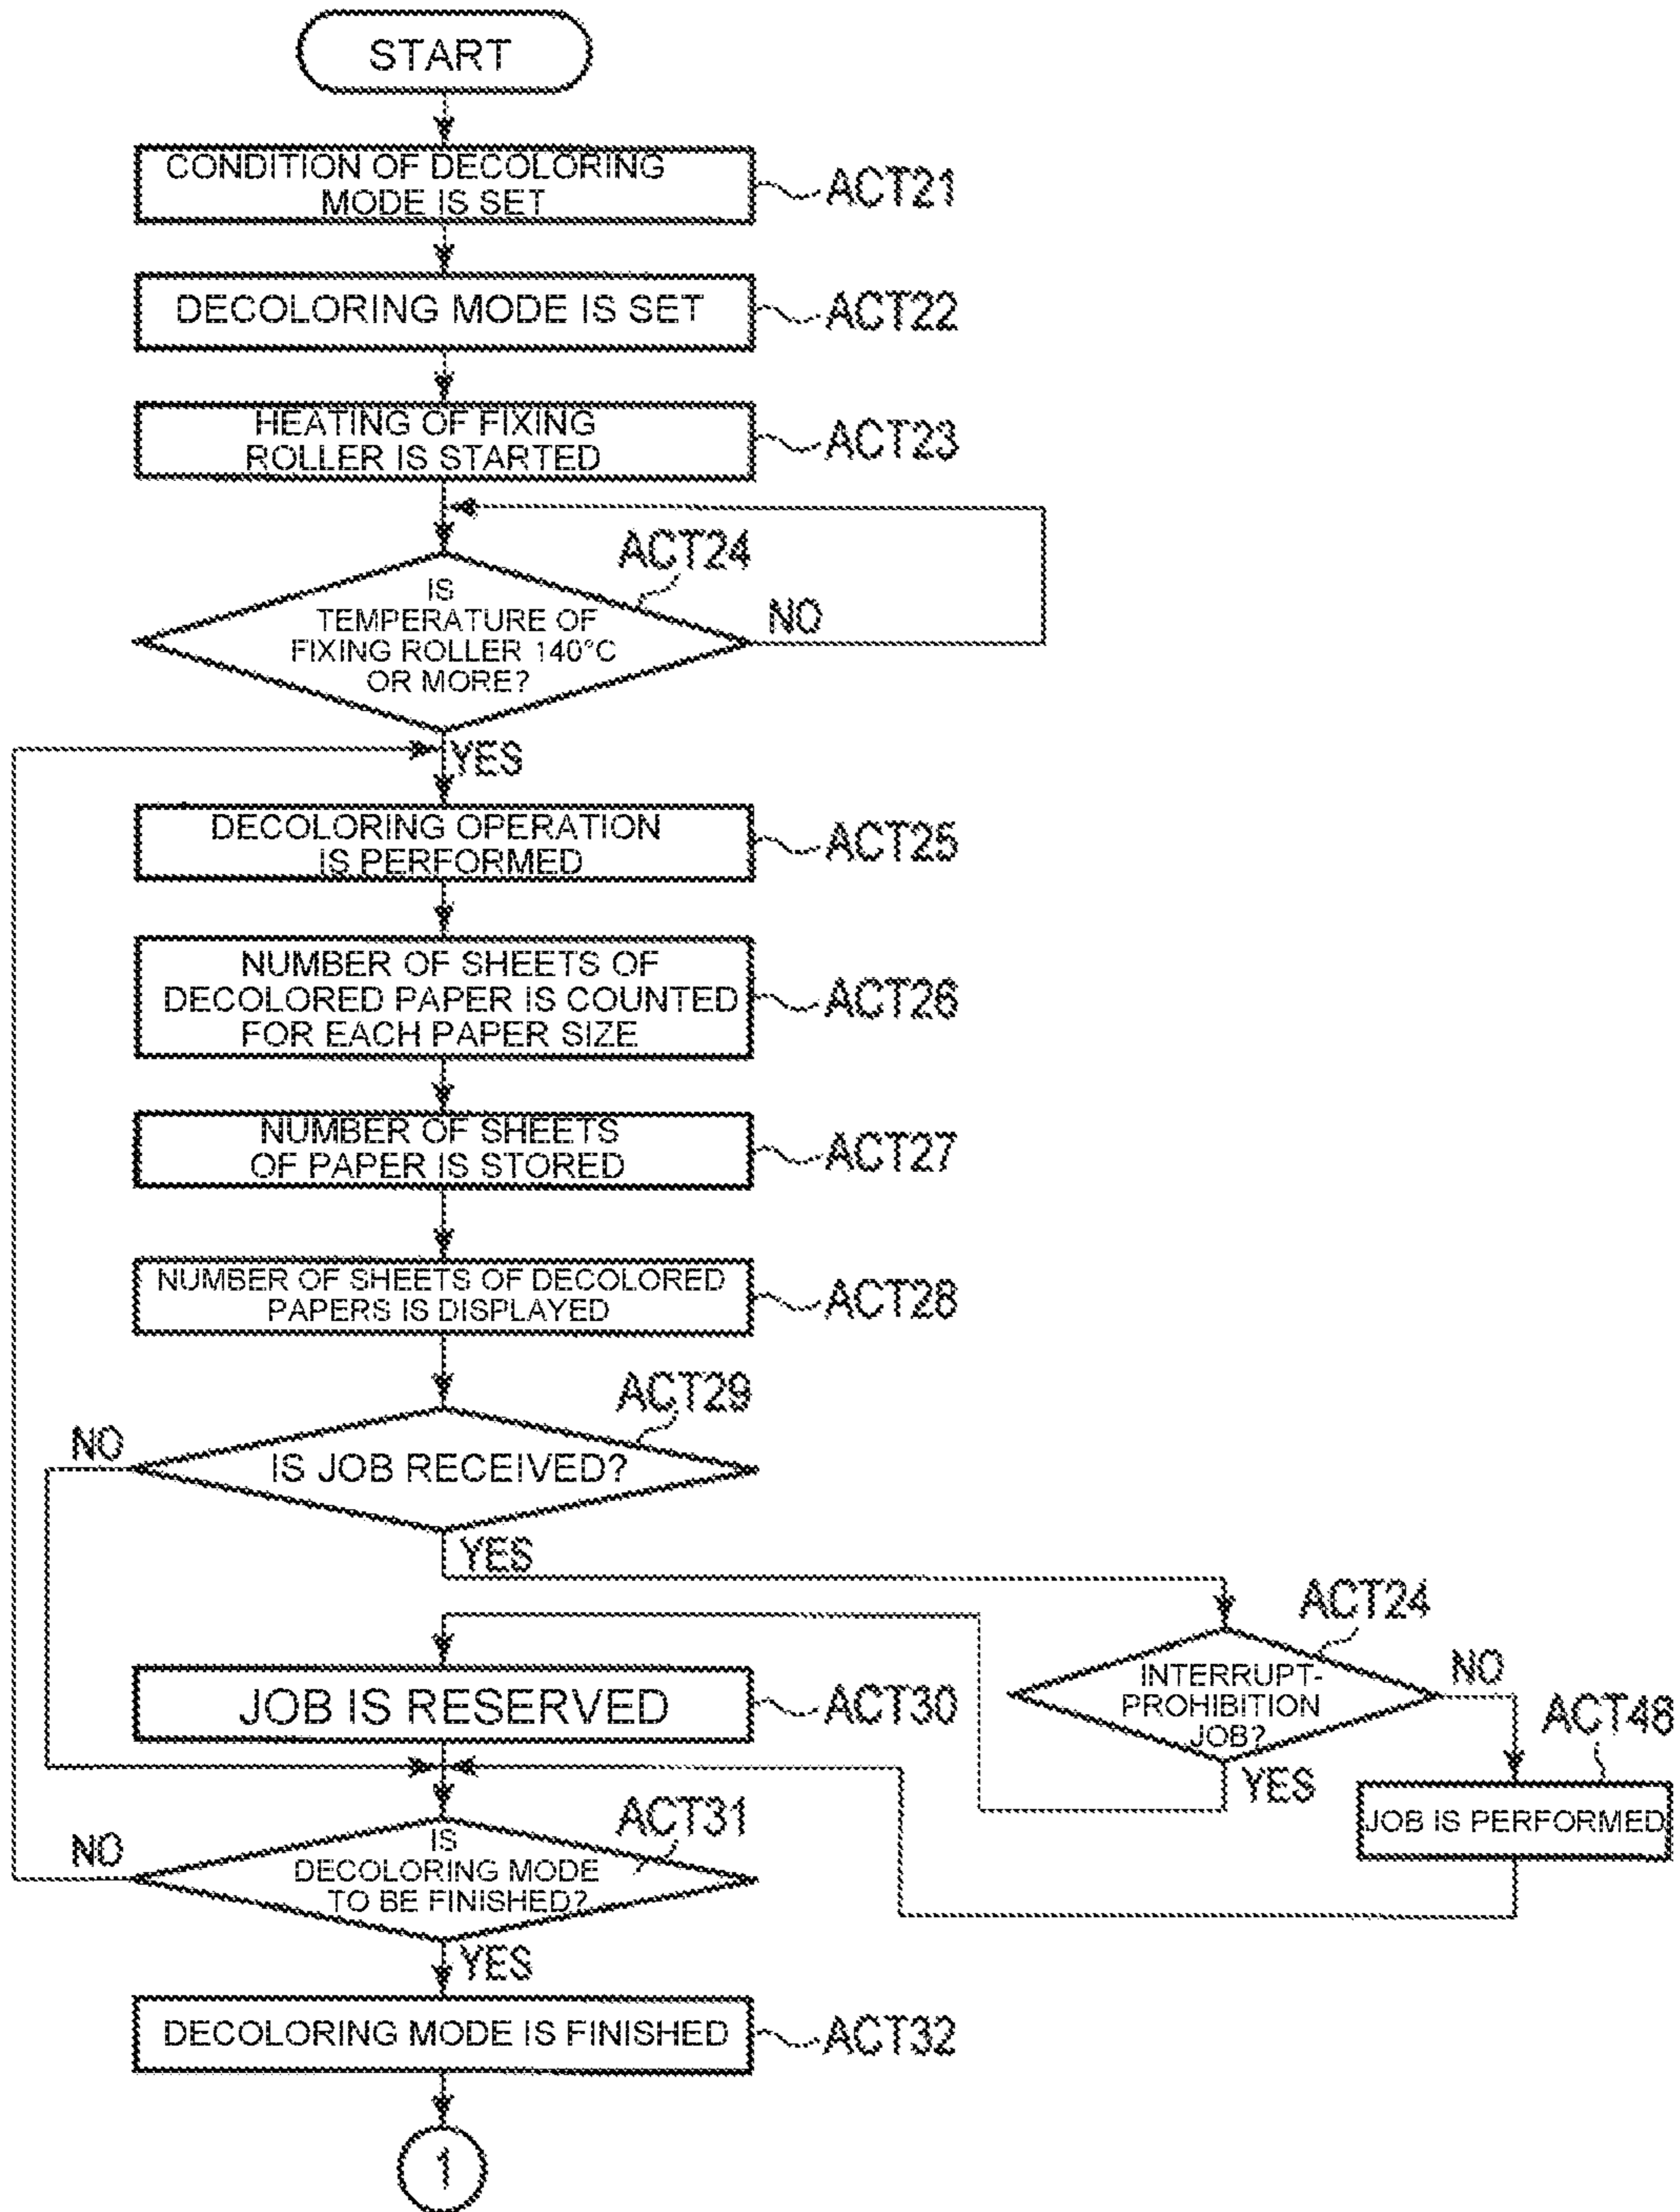 START
CONDITION OF DECOLORING
MODE IS SET
ACT21
DECOLORING MODE IS SET
ACT22
HEATING OF FIXING
ROLLER IS STARTED
ACT23
ACT24
IS
TEMPERATURE OF
FIXING ROLLER 140°C
OR MORE?
NO
YES
DECOLORING OPERATION
IS PERFORMED
ACT25
NUMBER OF SHEETS OF
DECOLORED PAPER IS COUNTED
FOR EACH PAPER SIZE
ACT26
NUMBER OF SHEETS
OF PAPER IS STORED
ACT27
NUMBER OF SHEETS OF DECOLORED
PAPERS IS DISPLAYED
ACT28
ACT29
NO
IS JOB RECEIVED?
YES
ACT24
INTERRUPT-
PROHIBITION
JOB?
NO
YES
ACT46
JOB IS PERFORMED
JOB IS RESERVED
ACT30
ACT31
NO
IS
DECOLORING MODE
TO BE FINISHED?
YES
DECOLORING MODE IS FINISHED
ACT32
1